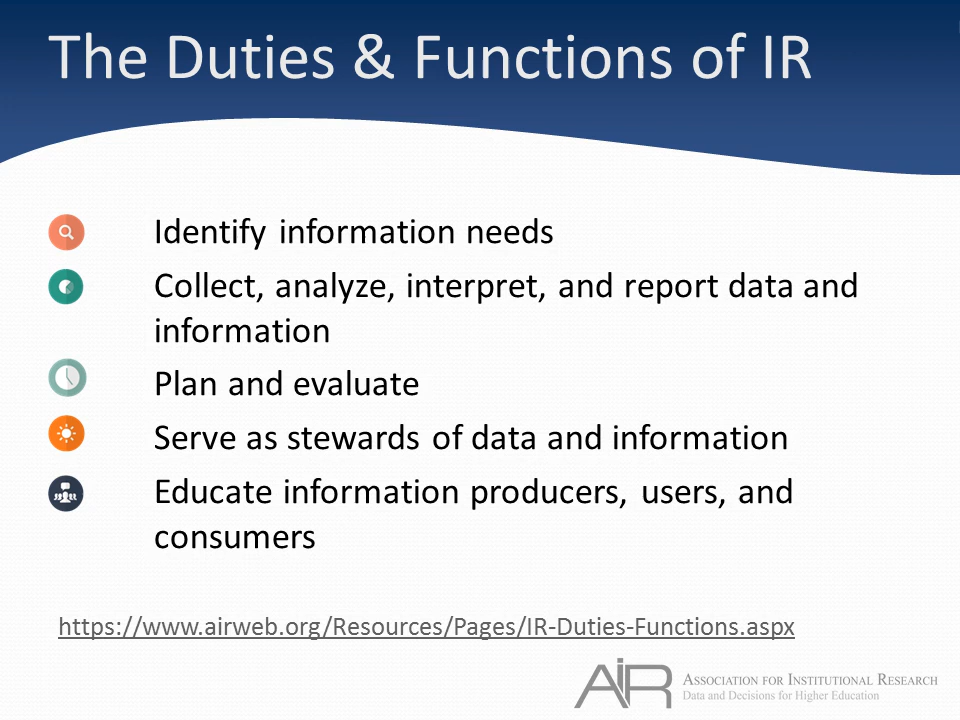 The Duties & Functions of IR
Identify information needs
Collect, analyze, interpret, and report data and
information
Plan and evaluate
Serve as stewards of data and information
Educate information producers, users, and
consumers
https://www.airweb.org/Resources/Pages/IR-Duties-Functions.aspx
AIR
Association for Institutional Research
Data and Decisions for Higher Education